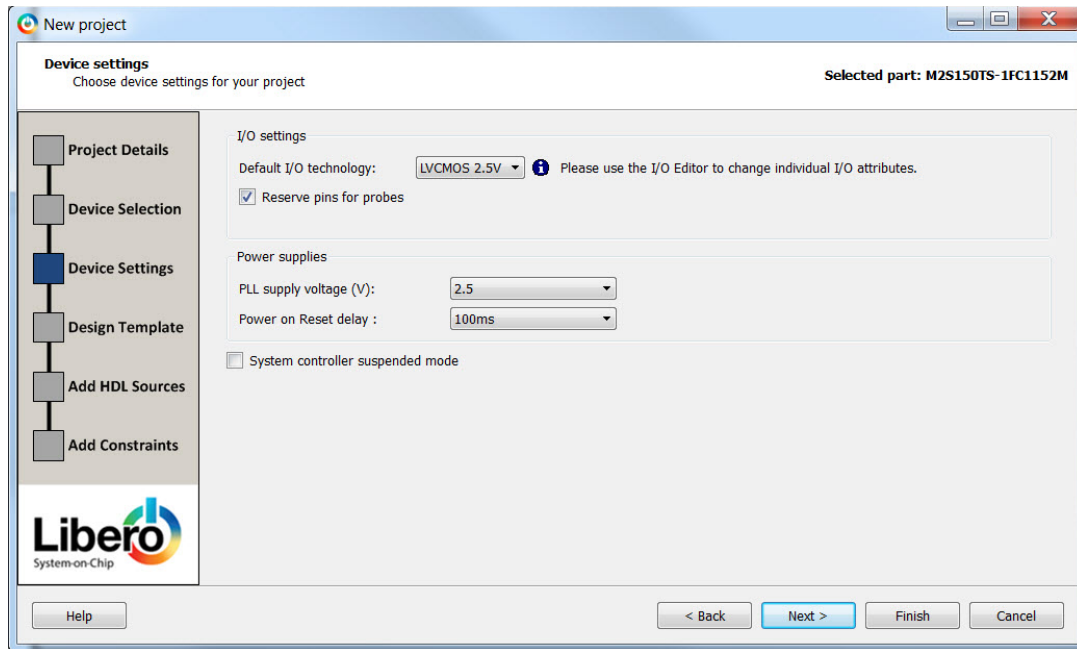 New project
Device settings
Choose device settings for your project
Selected part: M2S150TS-1FC1152M
Project Details
Device Selection
Device Settings
Design Template
Add HDL Sources
Add Constraints
Libero
System-on-Chip
I/O settings
Default I/O technology: LVCMOS 2.5V Please use the I/O Editor to change individual I/O attributes.
Reserve pins for probes
Power supplies
PLL supply voltage (V): 2.5
Power on Reset delay : 100ms
System controller suspended mode
Help < Back Next > Finish Cancel